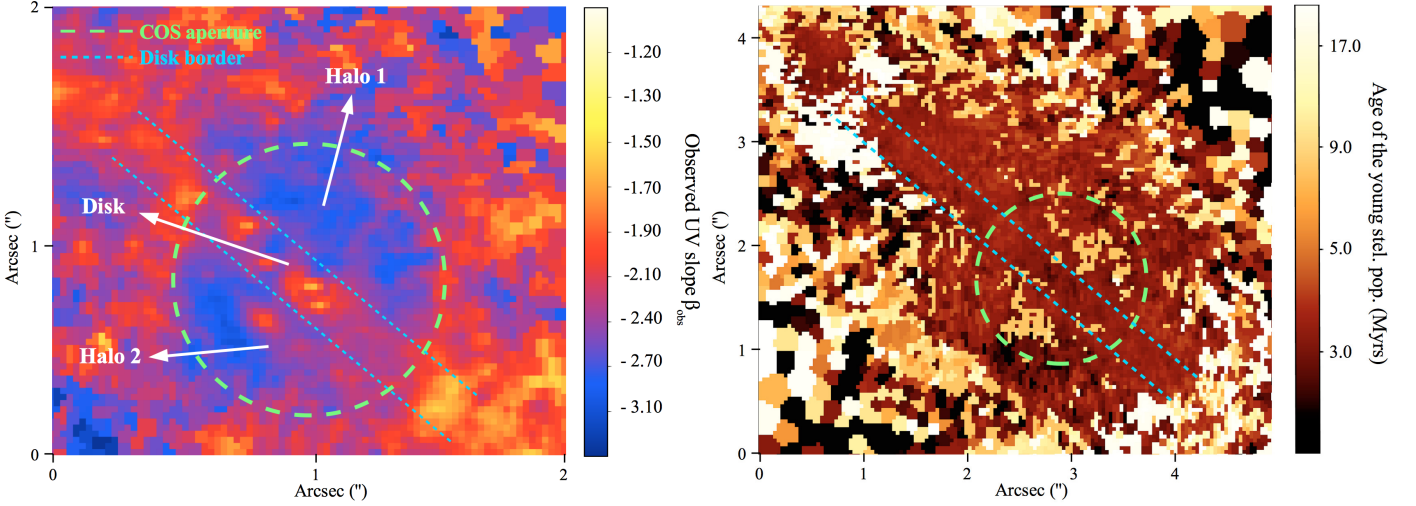 2
COS aperture
Disk border
Halo 1
Disk
Halo 2
1
0
0
1
2
Arcsec (")
Arcsec (")
-1.20
-1.30
-1.50
-1.70
-1.90
-2.10
-2.40
-2.70
-3.10
Observed UV slope βobs
4
3
2
1
0
0
1
2
3
4
Arcsec (")
Arcsec (")
17.0
9.0
5.0
3.0
Age of the young stel. pop. (Myrs)